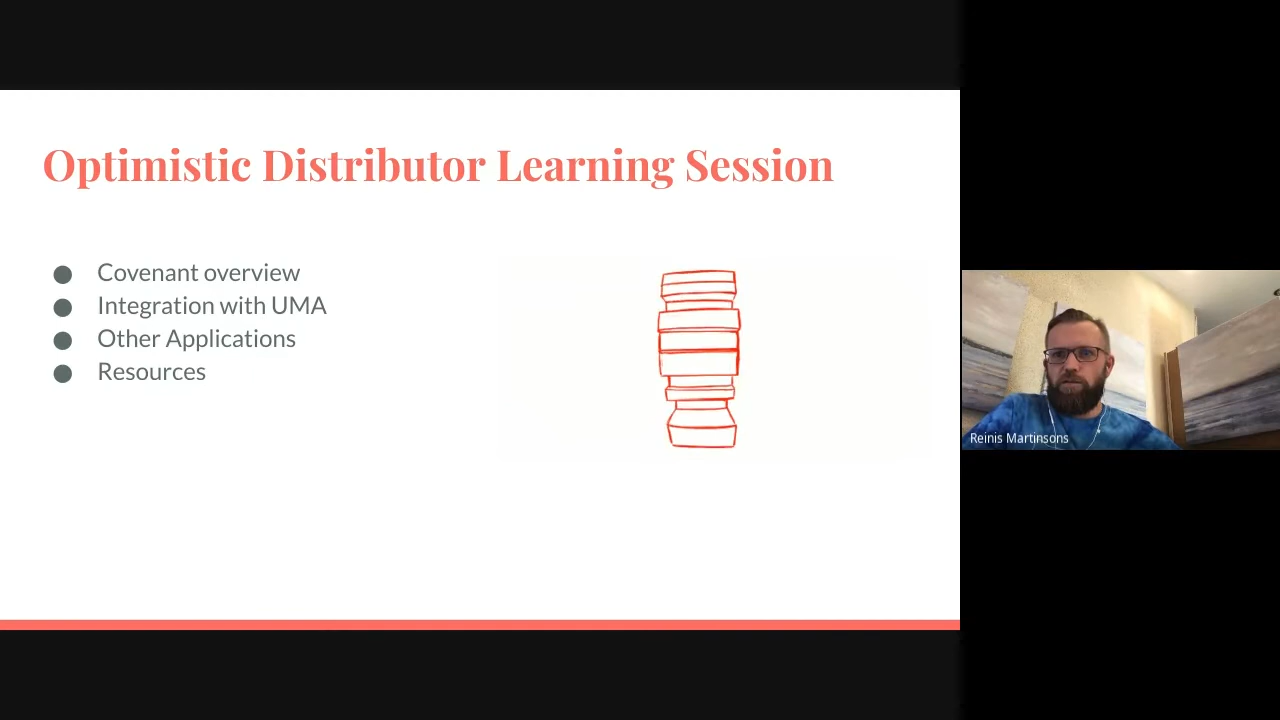 Optimistic Distributor Learning Session
Covenant overview
Integration with UMA
Other Applications
Resources
Reinis Martinsons